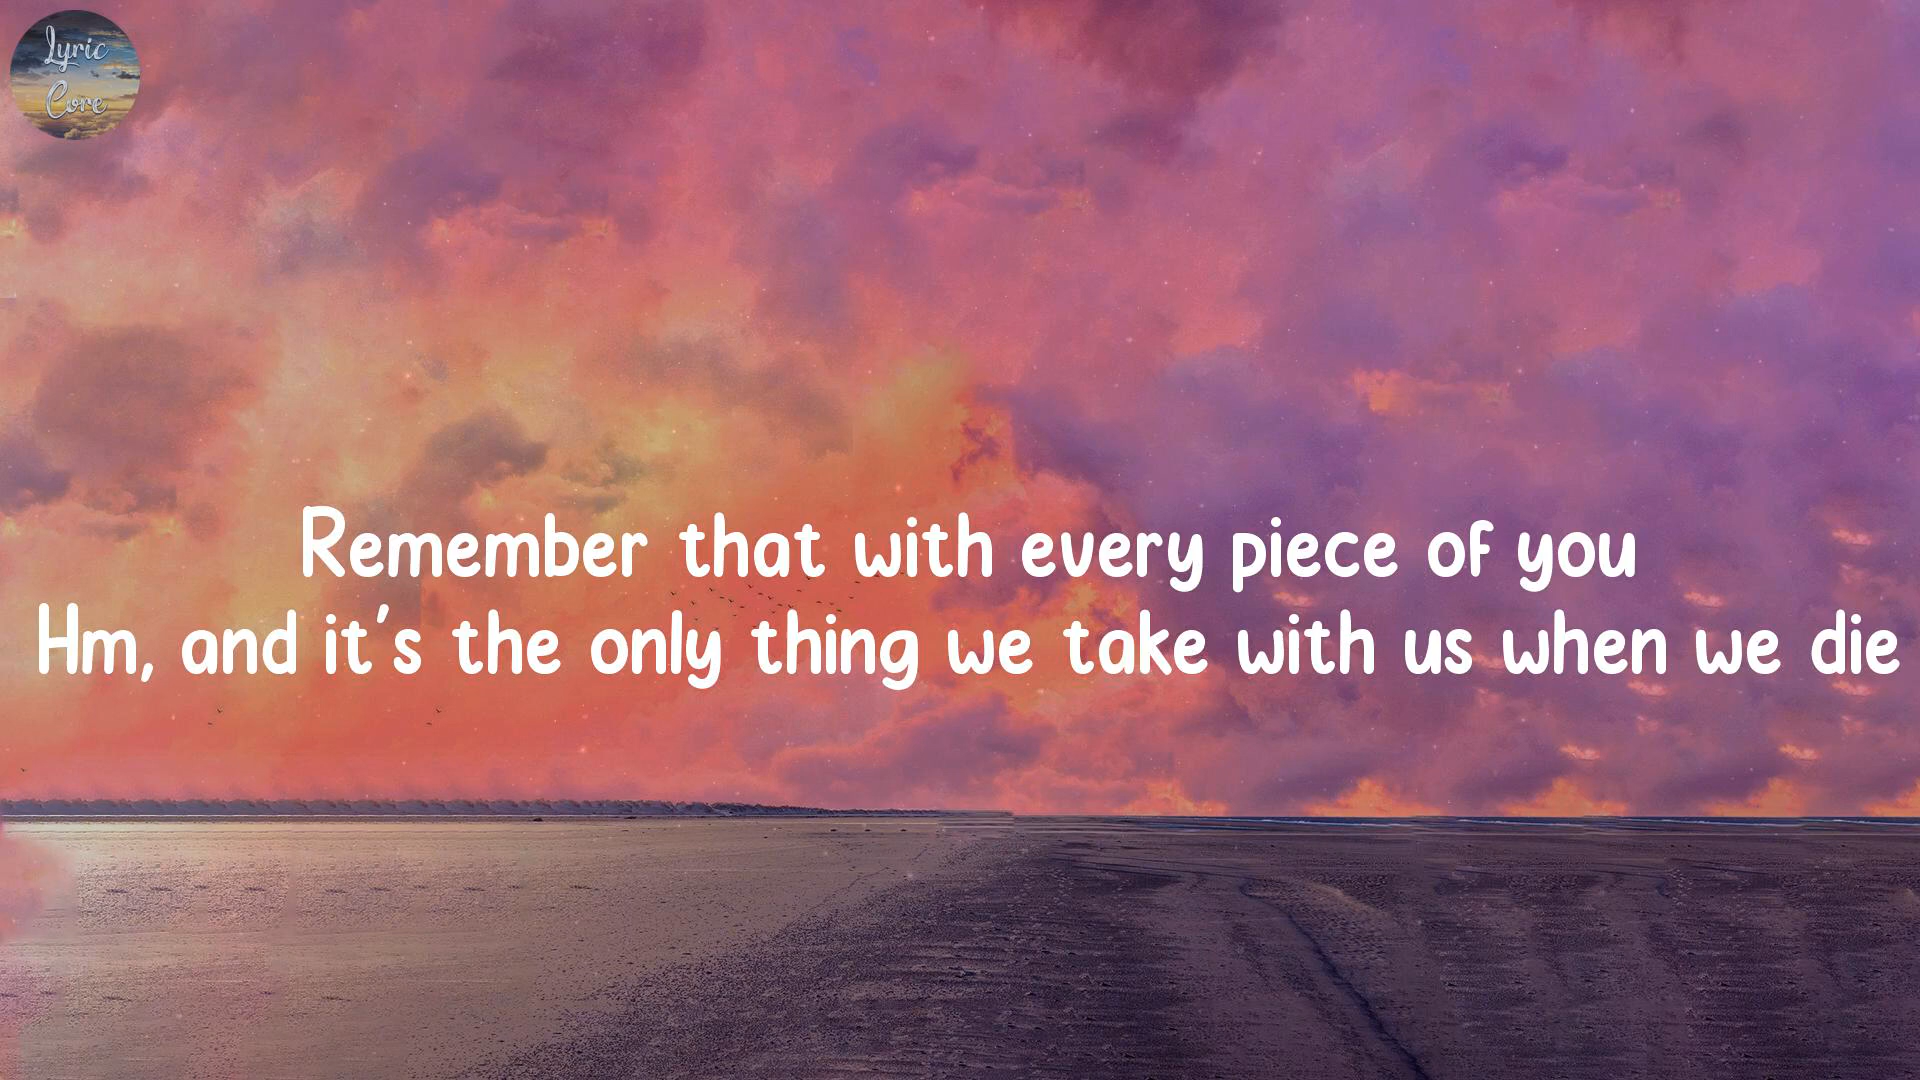 Lyric
Core
Remember that with every piece of you
Hm, and it's the only thing we take with us when we die